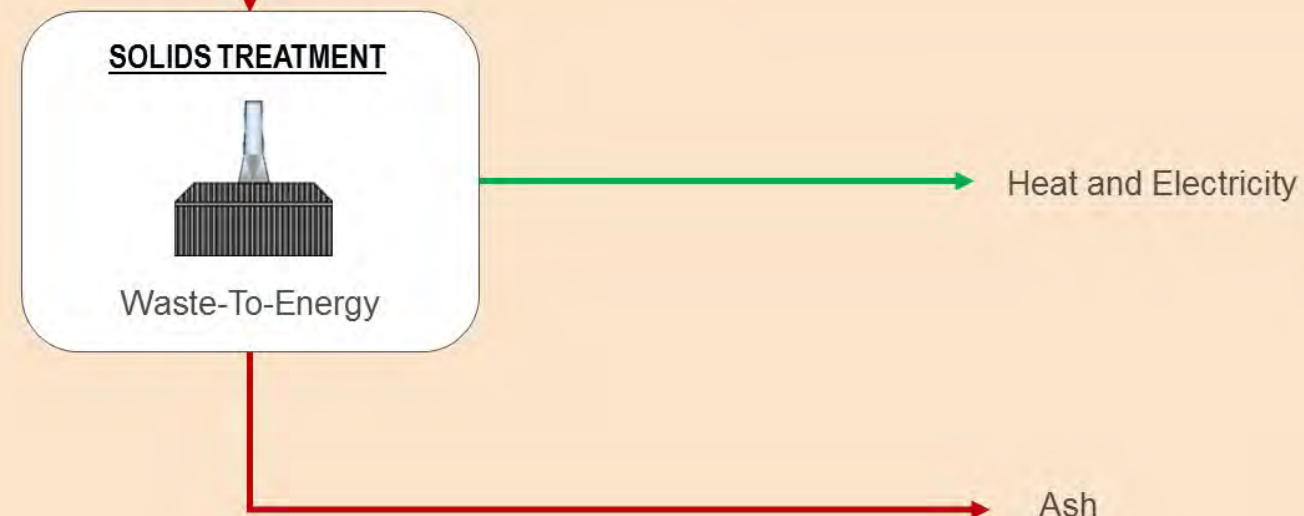 SOLIDS TREATMENT
Heat and Electricity
Waste-To-Energy
Ash